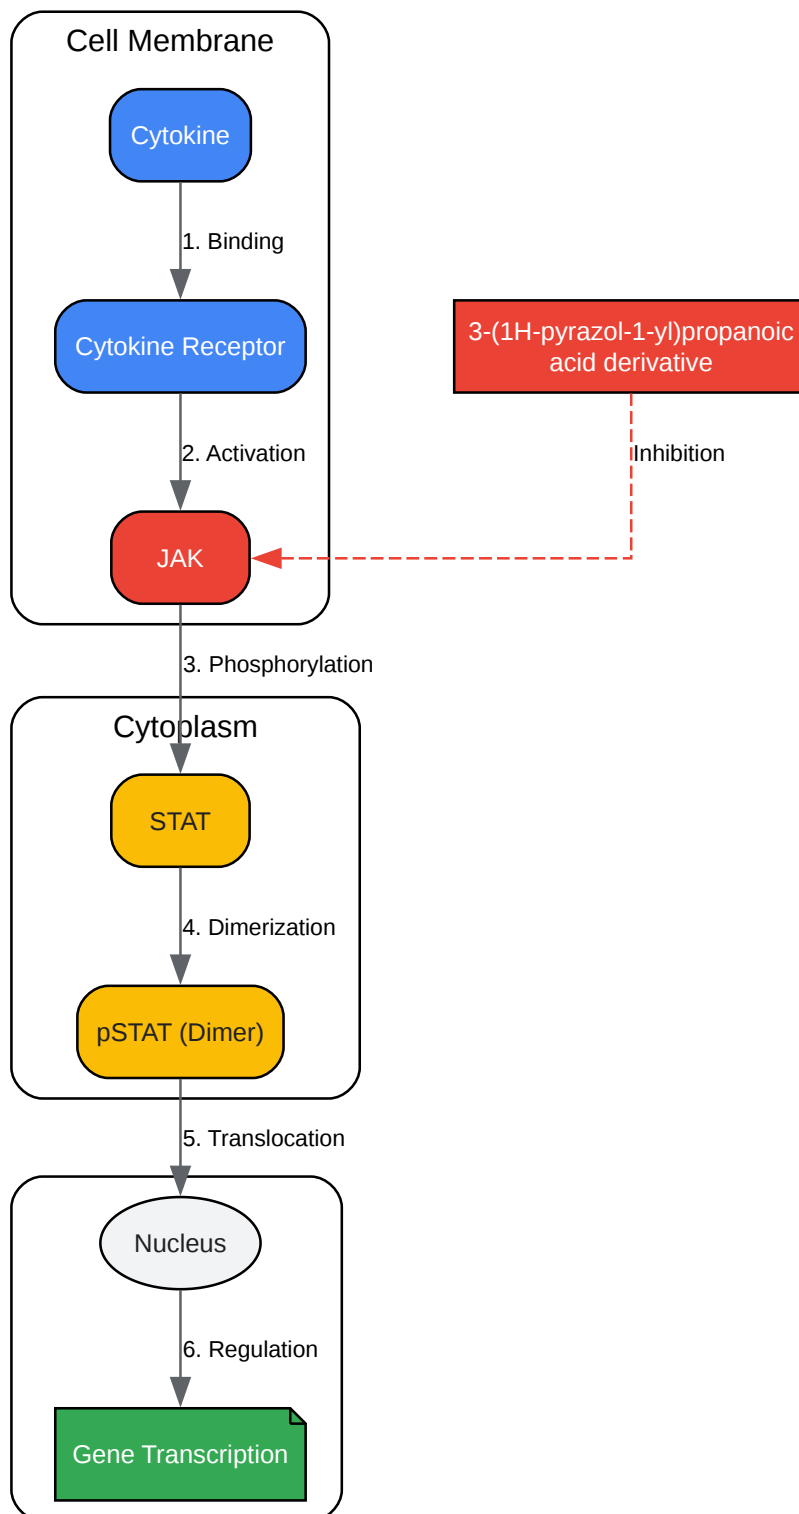 Cell Membrane
Cytokine
1. Binding
Cytokine Receptor
3-(1H-pyrazol-1-yl)propanoic
acid derivative
2. Activation
Inhibition
JAK
3. Phosphorylation
Cytoplasm
STAT
4. Dimerization
pSTAT (Dimer)
5. Translocation
Nucleus
6. Regulation
Gene Transcription